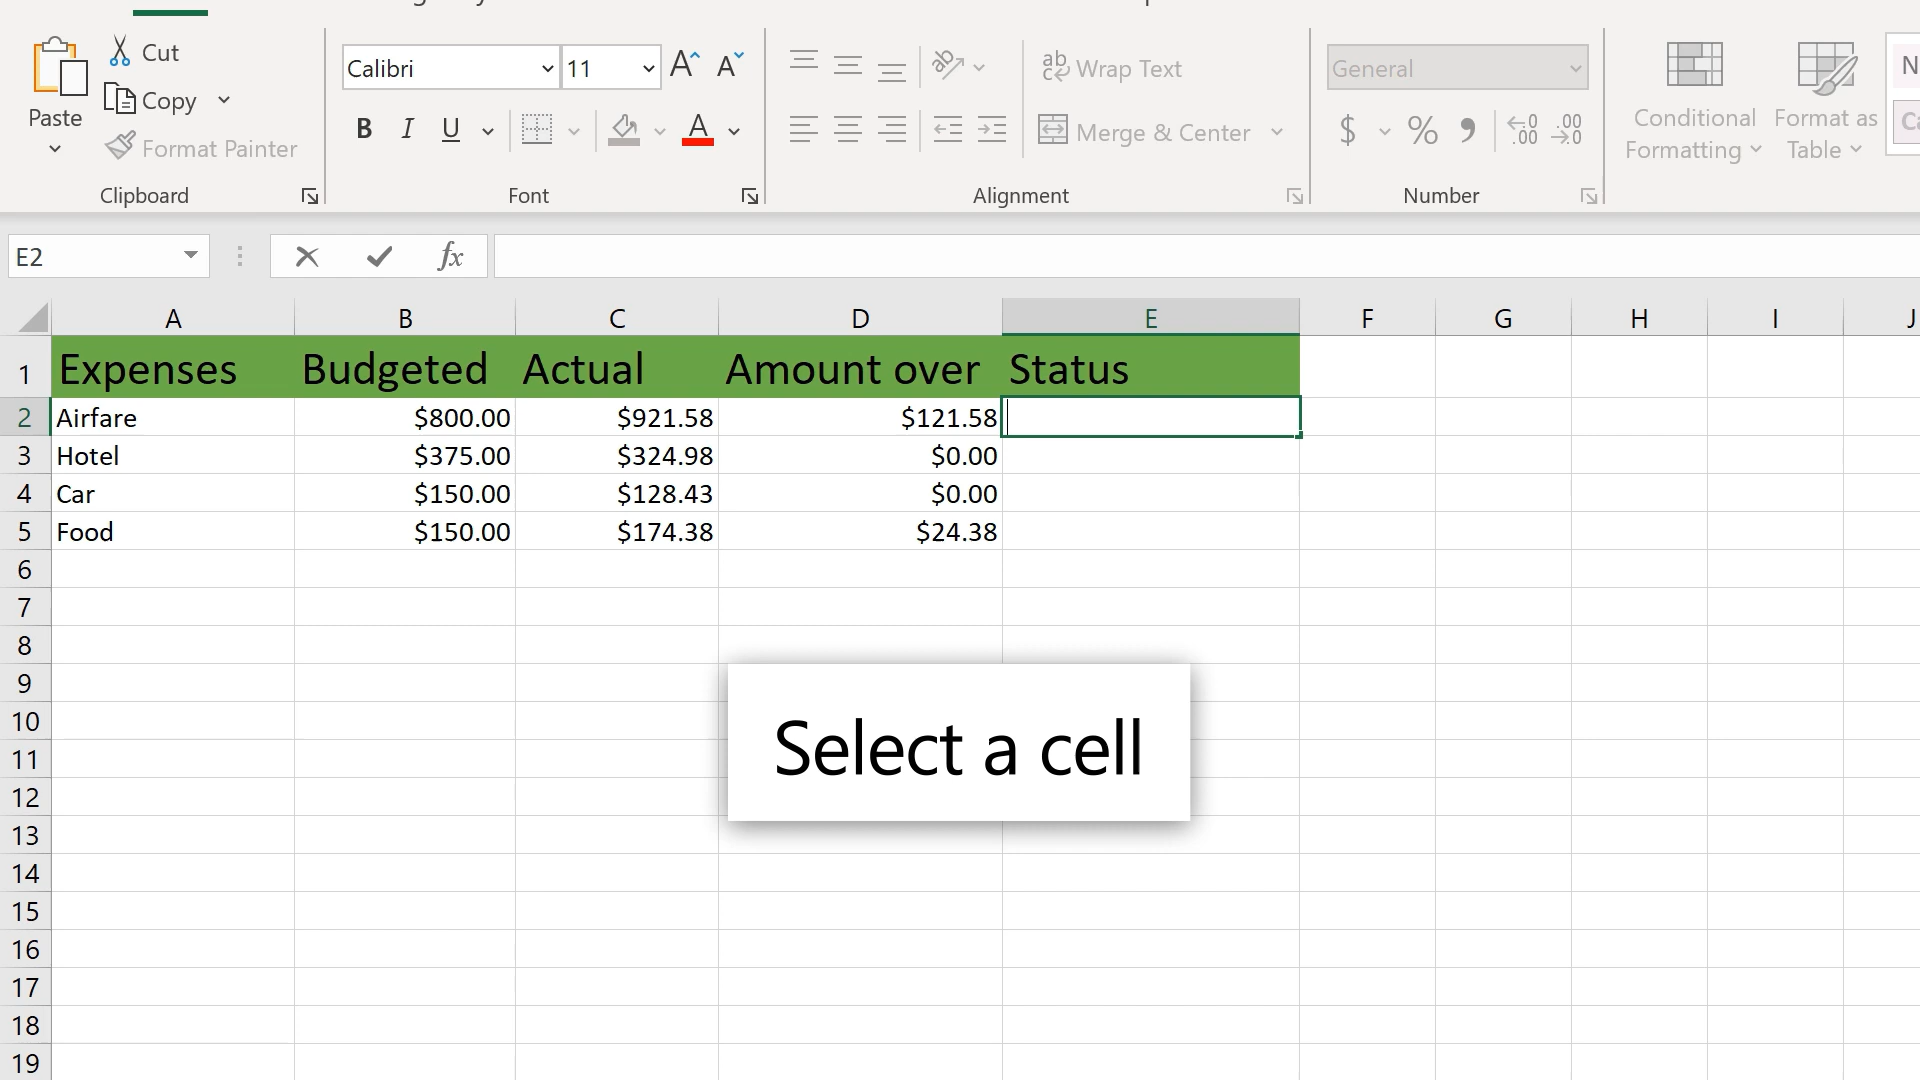 Cut
Calibri 11 A A
ab Wrap Text
General
Copy
Paste
B I U A
Merge & Center
$ % 9 .00 .00
Conditional Formatting
Format as Table
Format Painter
Clipboard Font Alignment Number
E2 fx
A B C D E F G H I J
1 Expenses Budgeted Actual Amount over Status
2 Airfare $800.00 $921.58 $121.58
3 Hotel $375.00 $324.98 $0.00
4 Car $150.00 $128.43 $0.00
5 Food $150.00 $174.38 $24.38
6
7
8
9
10
Select a cell
11
12
13
14
15
16
17
18
19